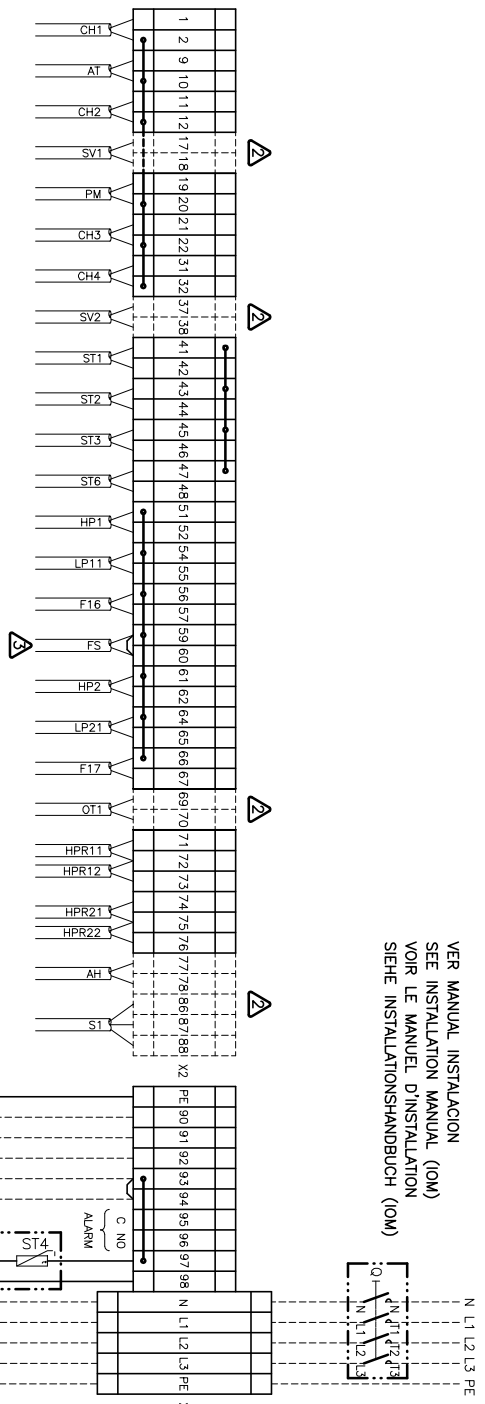 VER MANUAL INSTALACION
SEE INSTALLATION MANUAL (IOM)
VOIR LE MANUEL D'INSTALLATION
SIEHE INSTALLATIONSHANDBUCH (IOM)
N L1 L2 L3 PE
Q
N T1 T2 T3
N L1 L2 L3
2 2 2 2
1 2 9 10 11 12 17 18 19 20 21 22 31 32 37 38 41 42 43 44 45 46 47 48 51 52 54 55 56 57 59 60 61 62 64 65 66 67 69 70 71 72 73 74 75 76 77 78 86 87 88 X2
PE 90 91 92 93 94 95 96 97 98
N L1 L2 L3 PE
CH1 AT CH2 SV1 PM CH3 CH4 SV2 ST1 ST2 ST3 ST6 HP1 LP11 F16 FS HP2 LP21 F17 OT1 HPR11 HPR12 HPR21 HPR22 AH S1
3
C NO
ALARM
ST4